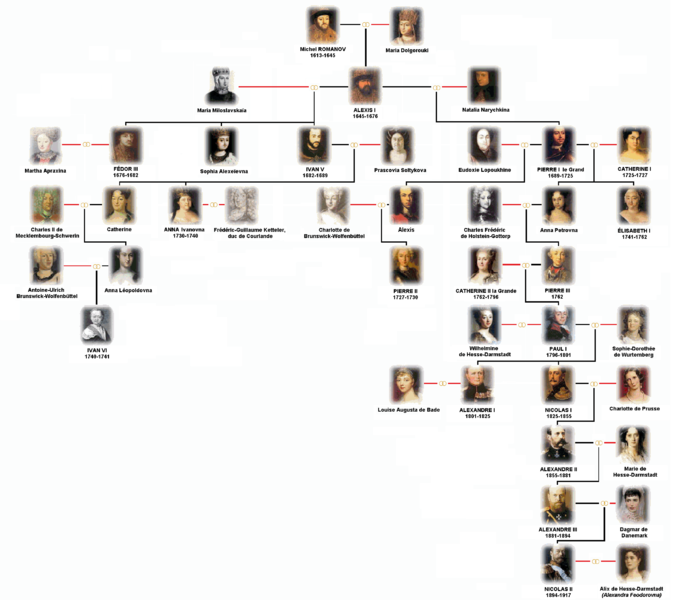 Michel ROMANOV
1613-1645
Maria Dolgorouki
Maria Miloslavskaïa
ALEXIS I
1645-1676
Natalia Narychkina
Martha Apraxina
FÉDOR III
1676-1682
Sophia Alexeievna
IVAN V
1682-1689
Prascovia Soltykova
Eudoxie Lopoukhine
PIERRE I le Grand
1689-1725
CATHERINE I
1725-1727
Charles II de
Mecklembourg-Schwerin
Catherine
ANNA Ivanovna
1730-1740
Frédéric-Guillaume Ketteler,
duc de Courlande
Charlotte de
Brunswick-Wolfenbüttel
Alexis
Charles Frédéric
de Holstein-Gottorp
Anna Petrovna
ÉLISABETH I
1741-1762
Antoine-Ulrich
Brunswick-Wolfenbüttel
Anna Léopoldovna
PIERRE II
1727-1730
CATHERINE II la Grande
1762-1796
PIERRE III
1762
IVAN VI
1740-1741
Wilhelmine
de Hesse-Darmstadt
PAUL I
1796-1801
Sophie-Dorothée
de Wurtemberg
Louise Augusta de Bade
ALEXANDRE I
1801-1825
NICOLAS I
1825-1855
Charlotte de Prusse
ALEXANDRE II
1855-1881
Marie de
Hesse-Darmstadt
ALEXANDRE III
1881-1894
Dagmar de
Danemark
NICOLAS II
1894-1917
Alix de Hesse-Darmstadt
(Alexandra Feodorovna)